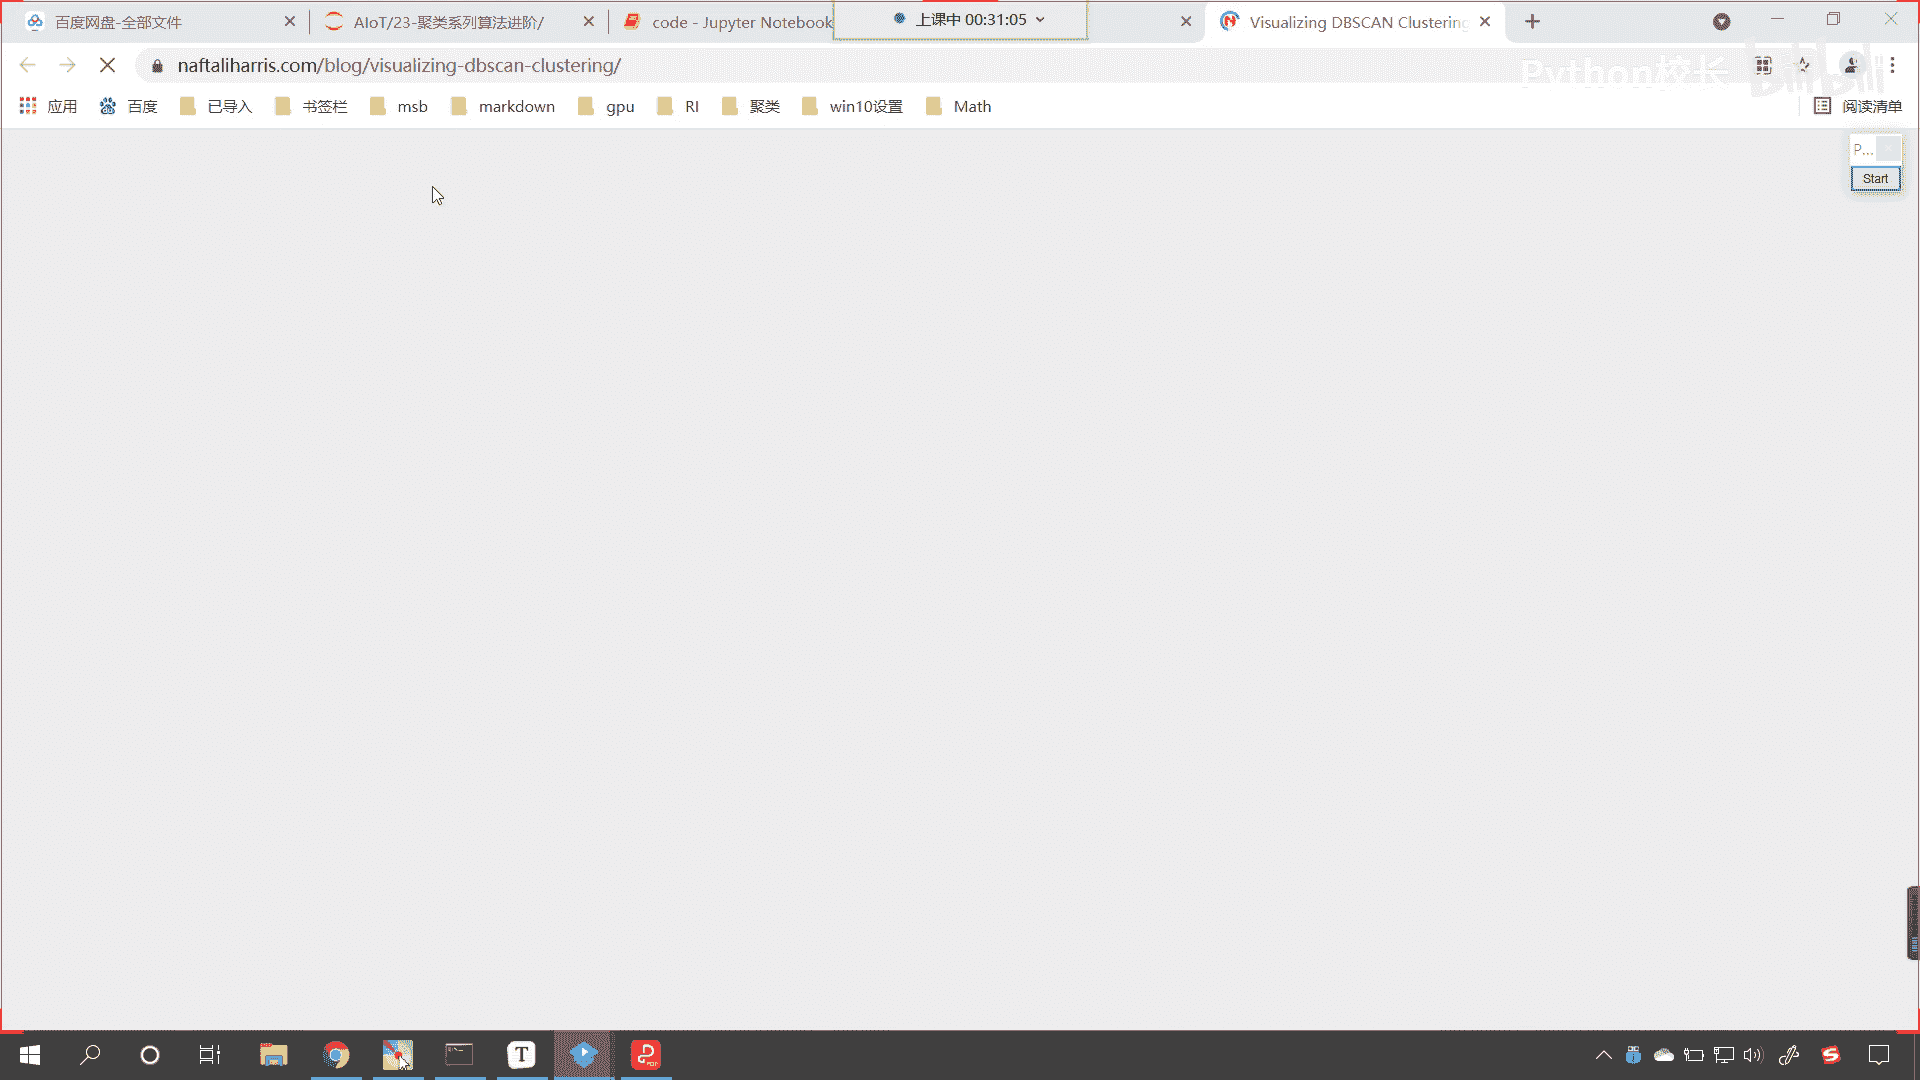 百度网盘-全部文件
AIoT/23-聚类系列算法进阶/
code - Jupyter Notebook
上课中 00:31:05
Visualizing DBSCAN Clustering
naftaliharris.com/blog/visualizing-dbscan-clustering/
Python校长
bilibili
应用
百度
已导入
书签栏
msb
markdown
gpu
RI
聚类
win10设置
Math
阅读清单
P...
Start